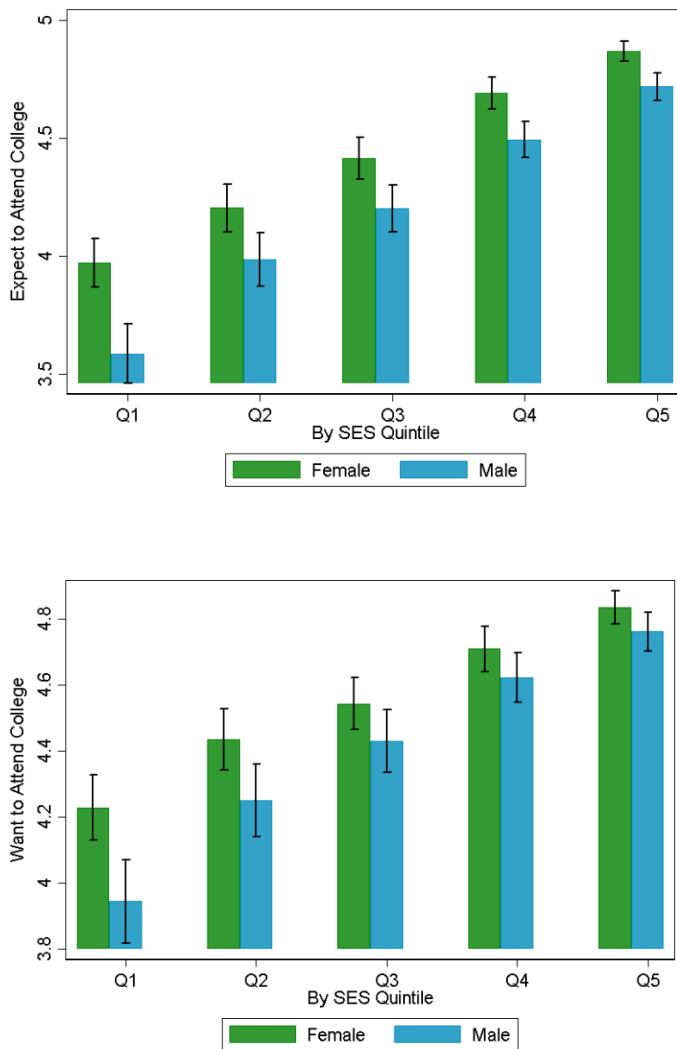 5
4.5
4
3.5
Expect to Attend College
Q1 Q2 Q3 Q4 Q5
By SES Quintile
Female Male
4.8
4.6
4.4
4.2
4
3.8
Want to Attend College
Q1 Q2 Q3 Q4 Q5
By SES Quintile
Female Male